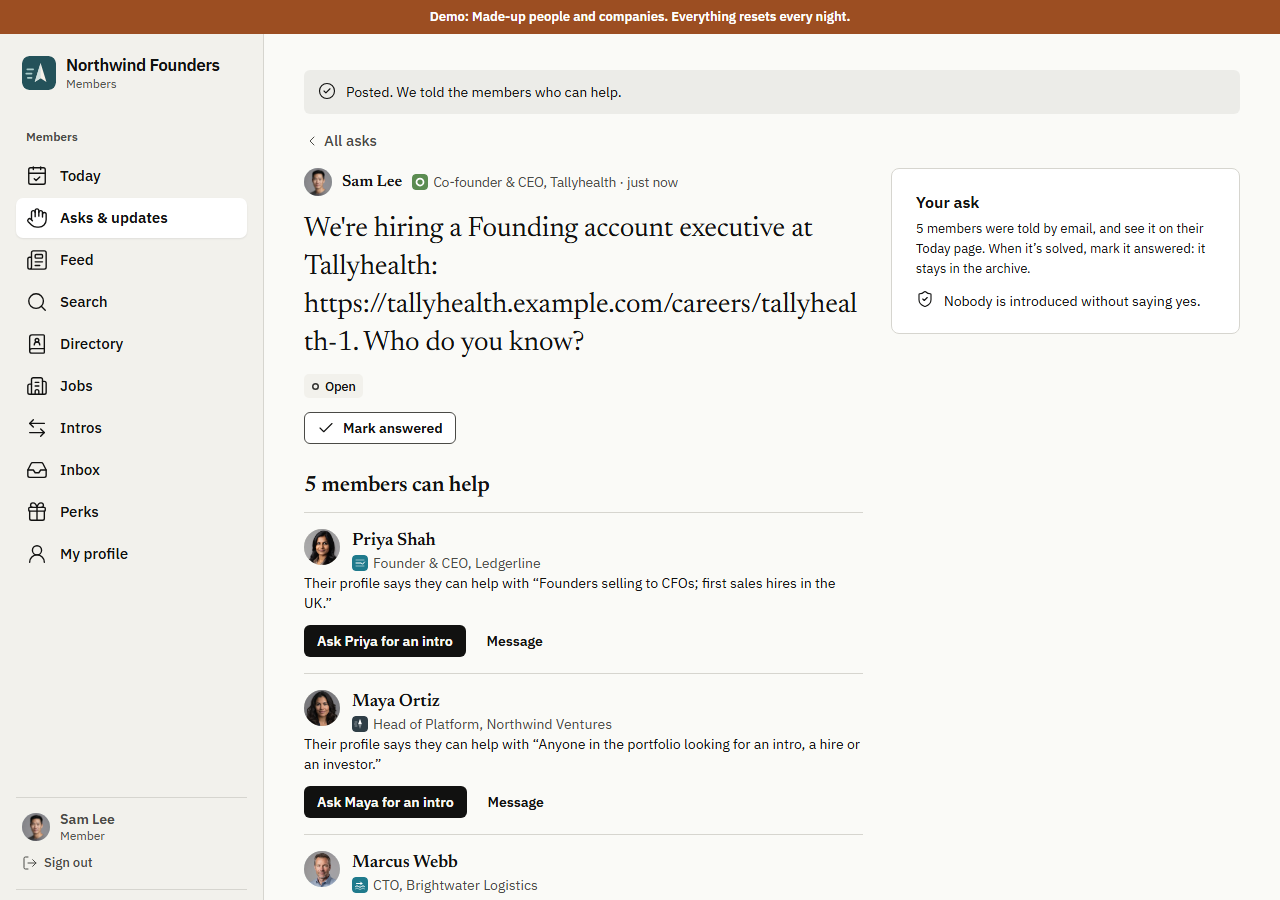 Demo: Made-up people and companies. Everything resets every night.
Northwind Founders
Members
Members
Today
Asks & updates
Feed
Search
Directory
Jobs
Intros
Inbox
Perks
My profile
Sam Lee
Member
Sign out
Posted. We told the members who can help.
All asks
Sam Lee Co-founder & CEO, Tallyhealth · just now
We're hiring a Founding account executive at
Tallyhealth:
https://tallyhealth.example.com/careers/tallyheal
th-1. Who do you know?
Open
Mark answered
5 members can help
Priya Shah
Founder & CEO, Ledgerline
Their profile says they can help with “Founders selling to CFOs; first sales hires in the
UK.”
Ask Priya for an intro Message
Maya Ortiz
Head of Platform, Northwind Ventures
Their profile says they can help with “Anyone in the portfolio looking for an intro, a hire or
an investor.”
Ask Maya for an intro Message
Marcus Webb
CTO, Brightwater Logistics
Your ask
5 members were told by email, and see it on their
Today page. When it’s solved, mark it answered: it
stays in the archive.
Nobody is introduced without saying yes.